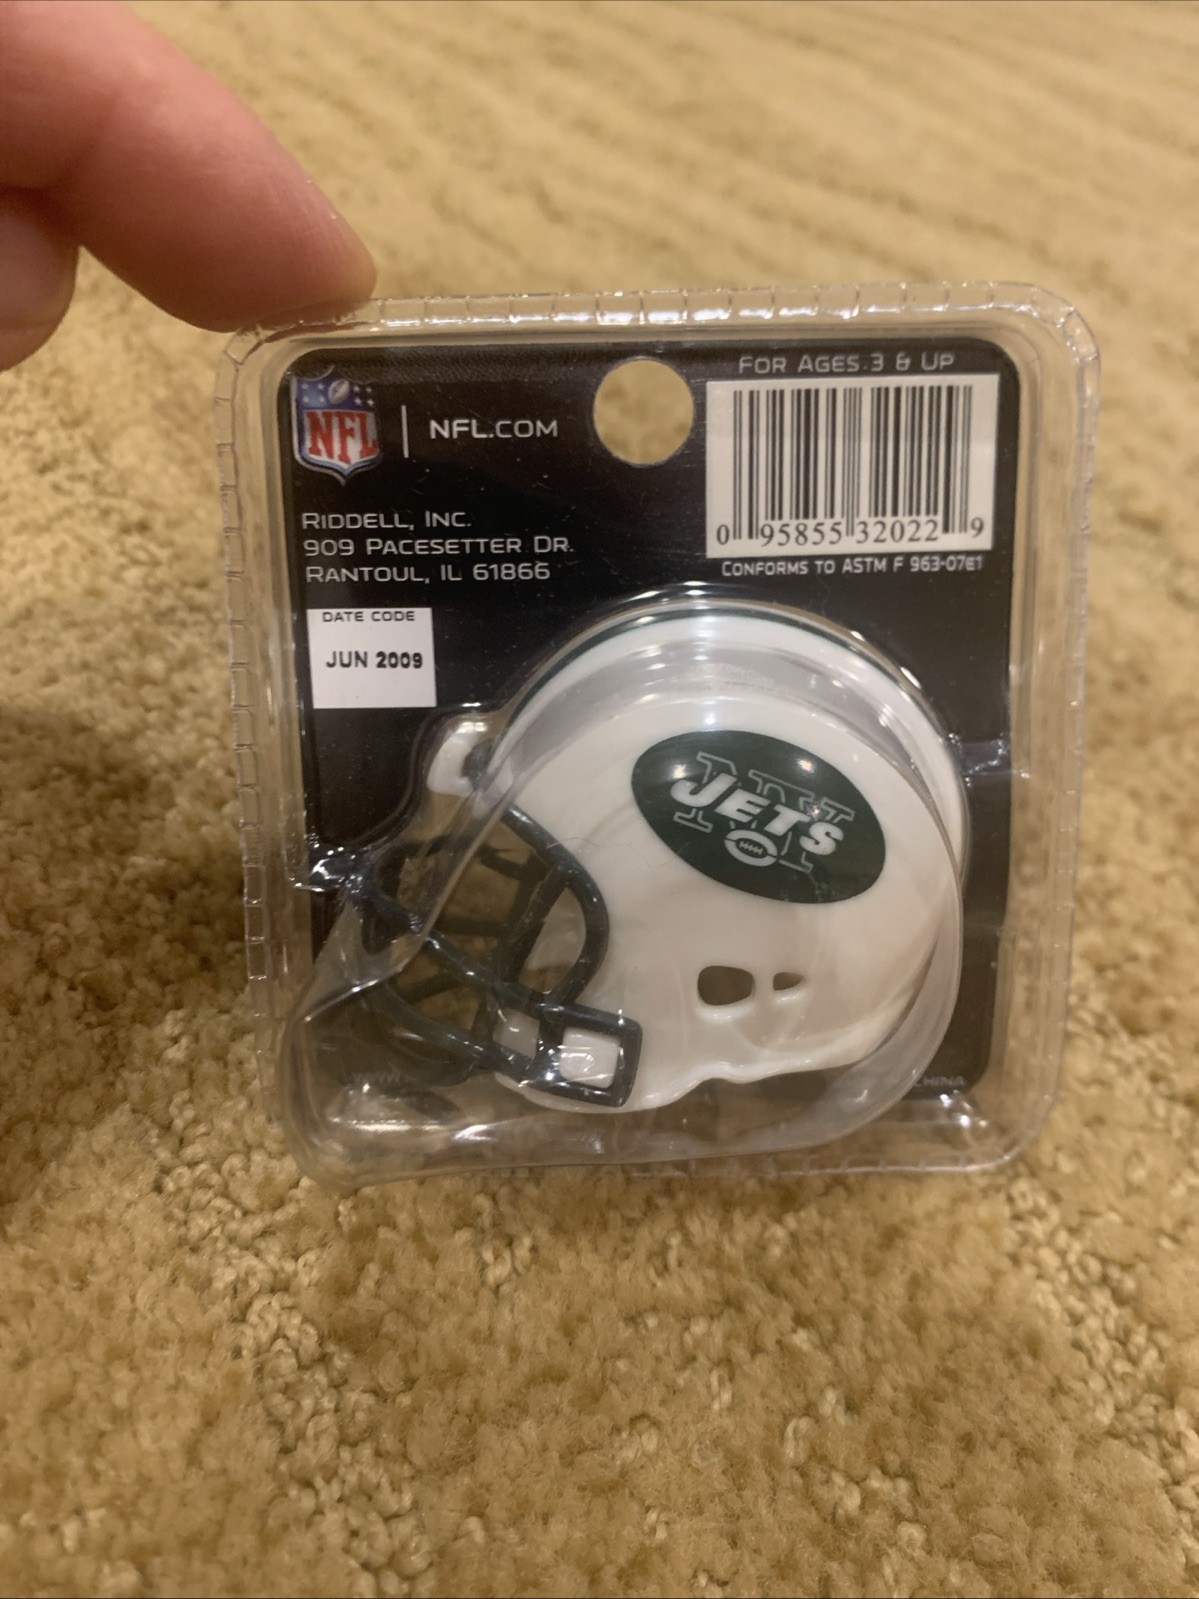 FOR AGES 3 & UP
NFL
NFL.COM
0 95855 32022 9
CONFORMS TO ASTM F 963-07E1
RIDDELL, INC.
909 PACESETTER DR.
RANTOUL, IL 61866
DATE CODE
JUN 2009
NY
JETS
CHINA